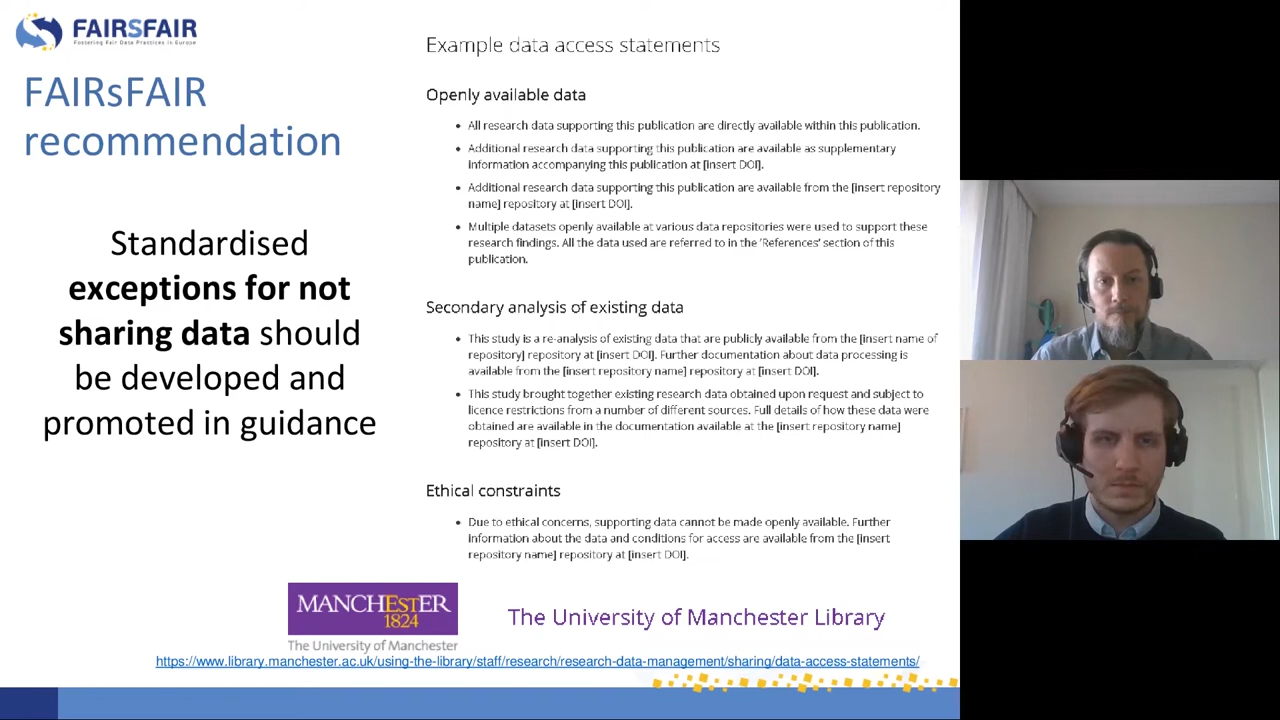 FAIRSFAIR
Fostering Fair Data Practices in Europe
FAIRsFAIR
recommendation
Standardised
exceptions for not
sharing data should
be developed and
promoted in guidance
Example data access statements
Openly available data
• All research data supporting this publication are directly available within this publication.
• Additional research data supporting this publication are available as supplementary
information accompanying this publication at [insert DOI].
• Additional research data supporting this publication are available from the [insert repository
name] repository at [insert DOI].
• Multiple datasets openly available at various data repositories were used to support these
research findings. All the data used are referred to in the 'References' section of this
publication.
Secondary analysis of existing data
• This study is a re-analysis of existing data that are publicly available from the [insert name of
repository] repository at [insert DOI]. Further documentation about data processing is
available from the [insert repository name] repository at [insert DOI].
• This study brought together existing research data obtained upon request and subject to
licence restrictions from a number of different sources. Full details of how these data were
obtained are available in the documentation available at the [insert repository name]
repository at [insert DOI].
Ethical constraints
• Due to ethical concerns, supporting data cannot be made openly available. Further
information about the data and conditions for access are available from the [insert
repository name] repository at [insert DOI].
MANCHESTER
1824
The University of Manchester
The University of Manchester Library
https://www.library.manchester.ac.uk/using-the-library/staff/research/research-data-management/sharing/data-access-statements/